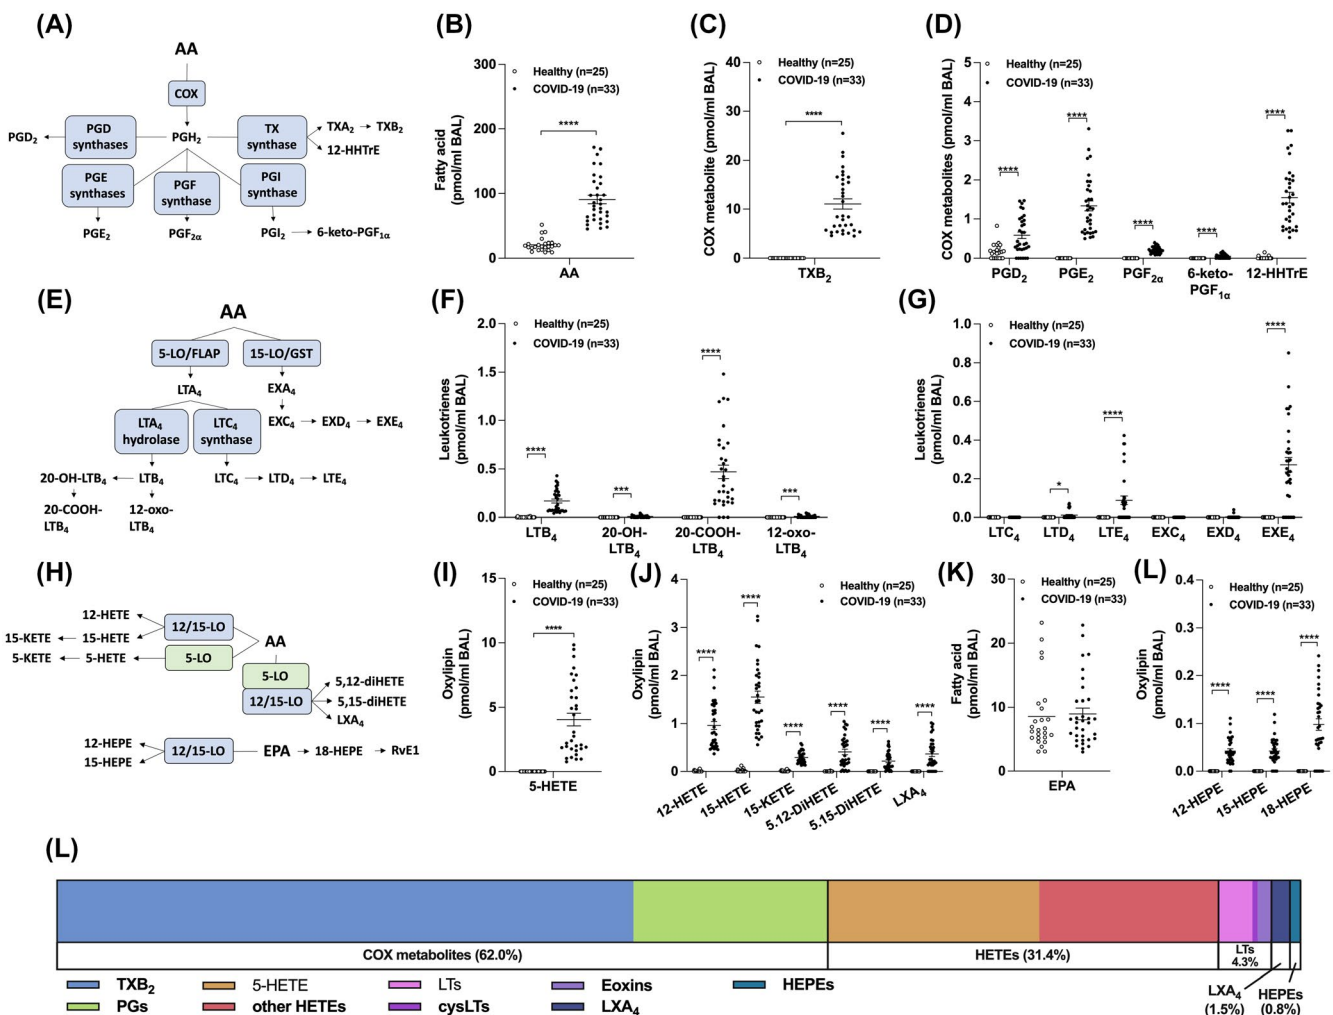 (A)
AA
COX
PGD
synthases
PGD₂
PGH₂
TX
synthase
TXA₂
TXB₂
12-HHTrE
PGE
synthases
PGF
synthase
PGI
synthase
PGE₂
PGF₂α
PGI₂
6-keto-PGF₁α
(B)
Fatty acid
(pmol/ml BAL)
300
200
100
0
Healthy (n=25)
COVID-19 (n=33)
****
AA
(C)
COX metabolite (pmol/ml BAL)
40
30
20
10
0
Healthy (n=25)
COVID-19 (n=33)
****
TXB₂
(D)
COX metabolites (pmol/ml BAL)
5
4
3
2
1
0
Healthy (n=25)
COVID-19 (n=33)
****
****
****
****
****
PGD₂
PGE₂
PGF₂α
6-keto-
PGF₁α
12-HHTrE
(E)
AA
5-LO/FLAP
15-LO/GST
LTA₄
EXA₄
LTA₄
hydrolase
LTC₄
synthase
EXC₄
EXD₄
EXE₄
20-OH-LTB₄
LTB₄
LTC₄
LTD₄
LTE₄
20-COOH-
LTB₄
12-oxo-
LTB₄
(F)
Leukotrienes
(pmol/ml BAL)
2.0
1.5
1.0
0.5
0.0
Healthy (n=25)
COVID-19 (n=33)
****
***
****
***
LTB₄
20-OH-
LTB₄
20-COOH-
LTB₄
12-oxo-
LTB₄
(G)
Leukotrienes
(pmol/ml BAL)
1.0
0.8
0.6
0.4
0.2
0.0
Healthy (n=25)
COVID-19 (n=33)
*
****
****
LTC₄
LTD₄
LTE₄
EXC₄
EXD₄
EXE₄
(H)
12-HETE
12/15-LO
AA
15-KETE
15-HETE
5-KETE
5-HETE
5-LO
5-LO
12/15-LO
5,12-diHETE
5,15-diHETE
LXA₄
12-HEPE
15-HEPE
12/15-LO
EPA
18-HEPE
RvE1
(I)
Oxylipin
(pmol/ml BAL)
15
10
5
0
Healthy (n=25)
COVID-19 (n=33)
****
5-HETE
(J)
Oxylipin
(pmol/ml BAL)
4
3
2
1
0
Healthy (n=25)
COVID-19 (n=33)
****
****
****
****
****
****
12-HETE
15-HETE
15-KETE
5.12-DiHETE
5.15-DiHETE
LXA₄
(K)
Fatty acid
(pmol/ml BAL)
30
20
10
0
Healthy (n=25)
COVID-19 (n=33)
EPA
(L)
Oxylipin
(pmol/ml BAL)
0.4
0.3
0.2
0.1
0.0
Healthy (n=25)
COVID-19 (n=33)
****
****
****
12-HEPE
15-HEPE
18-HEPE
(L)
COX metabolites (62.0%)
HETEs (31.4%)
LTs
4.3%
LXA₄
(1.5%)
HEPEs
(0.8%)
TXB₂
5-HETE
LTs
Eoxins
HEPEs
PGs
other HETEs
cysLTs
LXA₄